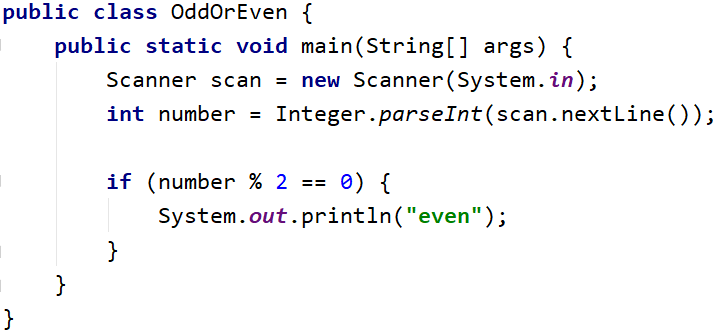 public class OddOrEven {
    public static void main(String[] args) {
        Scanner scan = new Scanner(System.in);
        int number = Integer.parseInt(scan.nextLine());

        if (number % 2 == 0) {
            System.out.println("even");
        }
    }
}